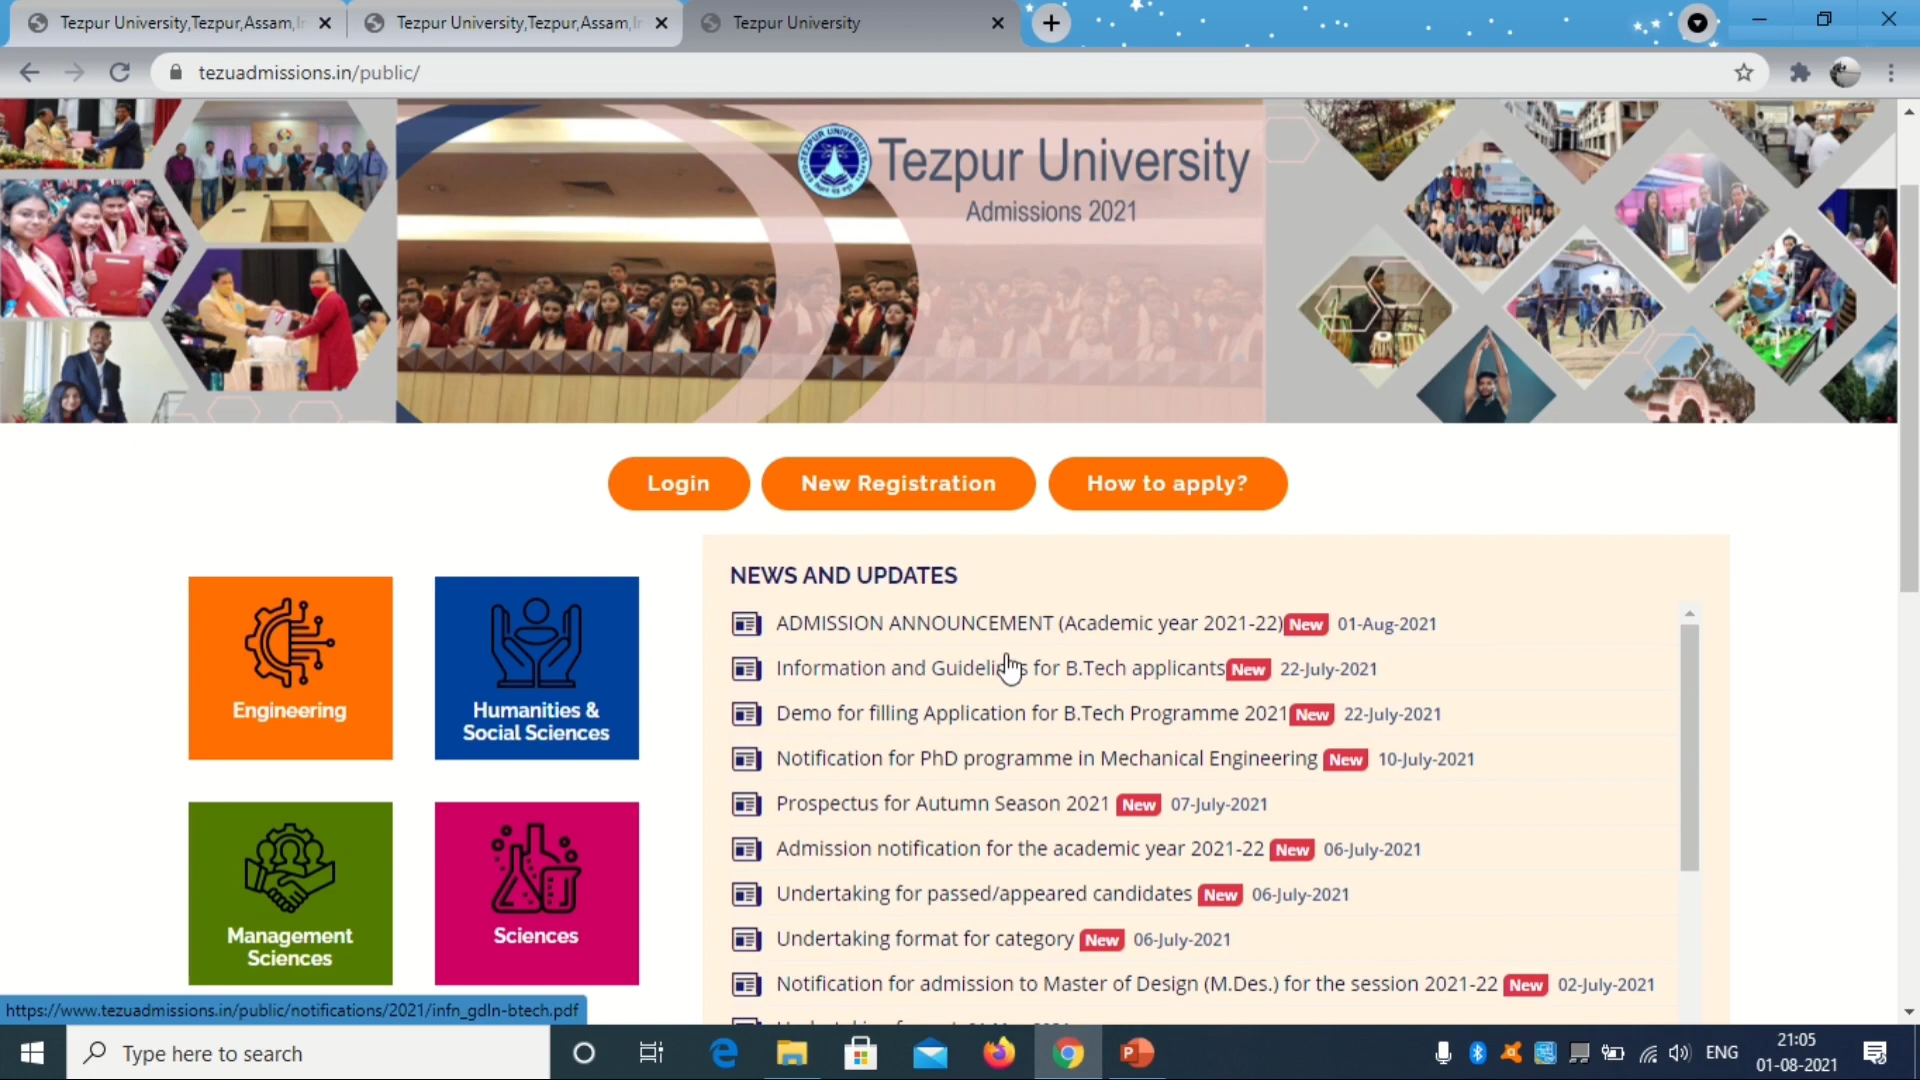 Tezpur University,Tezpur,Assam,In
Tezpur University,Tezpur,Assam,In
Tezpur University
tezuadmissions.in/public/
TEZPUR UNIVERSITY
Tezpur University
Admissions 2021
Login
New Registration
How to apply?
Engineering
Humanities &
Social Sciences
Management
Sciences
Sciences
NEWS AND UPDATES
ADMISSION ANNOUNCEMENT (Academic year 2021-22) New 01-Aug-2021
Information and Guidelines for B.Tech applicants New 22-July-2021
Demo for filling Application for B.Tech Programme 2021 New 22-July-2021
Notification for PhD programme in Mechanical Engineering New 10-July-2021
Prospectus for Autumn Season 2021 New 07-July-2021
Admission notification for the academic year 2021-22 New 06-July-2021
Undertaking for passed/appeared candidates New 06-July-2021
Undertaking format for category New 06-July-2021
Notification for admission to Master of Design (M.Des.) for the session 2021-22 New 02-July-2021
https://www.tezuadmissions.in/public/notifications/2021/infn_gdln-btech.pdf
Type here to search
ENG
21:05
01-08-2021